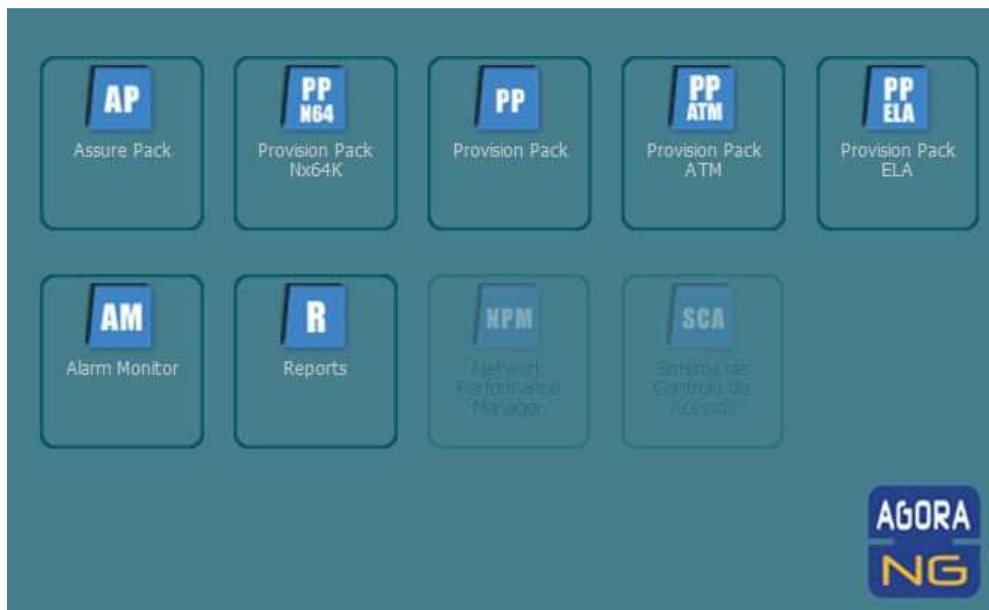 AP
Assure Pack
PP
N64
Provision Pack
Nx64K
PP
Provision Pack
PP
ATM
Provision Pack
ATM
PP
ELA
Provision Pack
ELA
AM
Alarm Monitor
R
Reports
NPM
Network
Performance
Manager
SCA
Sistema de
Controlo de
Acessos
AGORA
NG